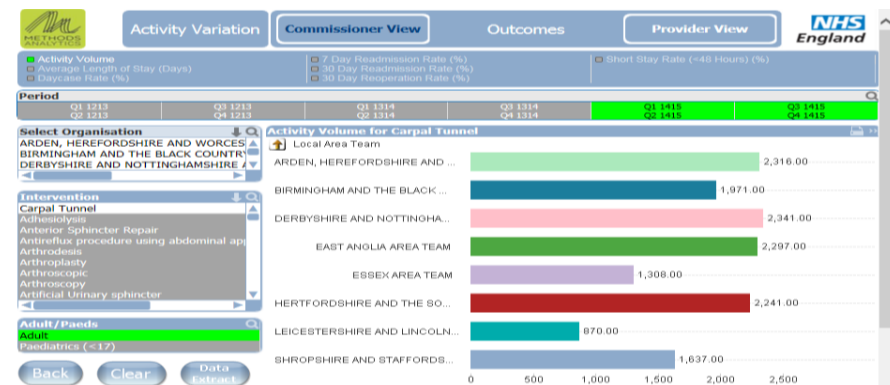 METHODS
ANALYTICS
Activity Variation
Commissioner View
Outcomes
Provider View
NHS
England
Activity Volume
Average Length of Stay (Days)
Daycase Rate (%)
7 Day Readmission Rate (%)
30 Day Readmission Rate (%)
30 Day Reoperation Rate (%)
Short Stay Rate (<48 Hours) (%)
Period
Q1 1213 Q3 1213 Q1 1314 Q3 1314 Q1 1415 Q3 1415
Q2 1213 Q4 1213 Q2 1314 Q4 1314 Q2 1415 Q4 1415
Select Organisation
ARDEN, HEREFORDSHIRE AND WORCES
BIRMINGHAM AND THE BLACK COUNTR
DERBYSHIRE AND NOTTINGHAMSHIRE
Intervention
Carpal Tunnel
Adhesiolysis
Anterior Sphincter Repair
Antireflux procedure using abdominal app
Arthrodesis
Arthroplasty
Arthroscopic
Arthroscopy
Artificial Urinary sphincter
Adult/Paeds
Adult
Paediatrics (<17)
Back
Clear
Data
Extract
Activity Volume for Carpal Tunnel
Local Area Team
ARDEN, HEREFORDSHIRE AND ... 2,316.00
BIRMINGHAM AND THE BLACK ... 1,971.00
DERBYSHIRE AND NOTTINGHA... 2,341.00
EAST ANGLIA AREA TEAM 2,297.00
ESSEX AREA TEAM 1,308.00
HERTFORDSHIRE AND THE SO... 2,241.00
LEICESTERSHIRE AND LINCOLN... 870.00
SHROPSHIRE AND STAFFORDS... 1,637.00
0 500 1,000 1,500 2,000 2,500